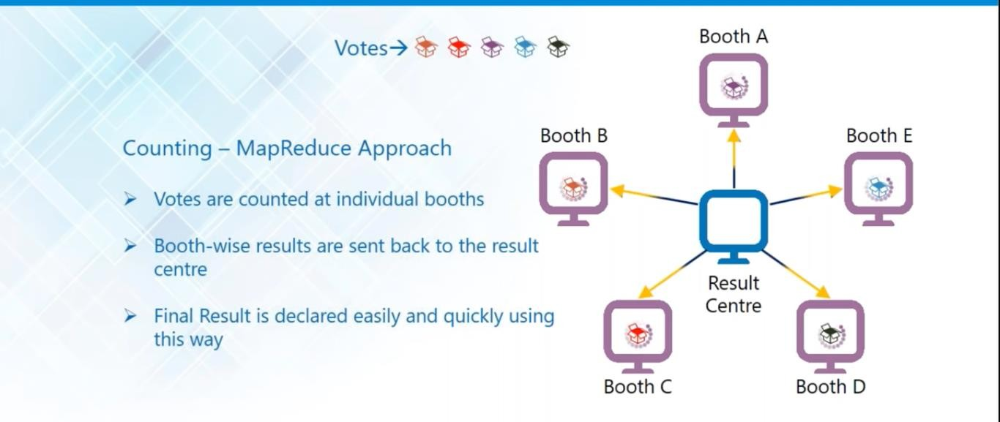 Votes→
Counting – MapReduce Approach
➢ Votes are counted at individual booths
➢ Booth-wise results are sent back to the result
centre
➢ Final Result is declared easily and quickly using
this way
Booth A
Booth B
Booth E
Result
Centre
Booth C
Booth D